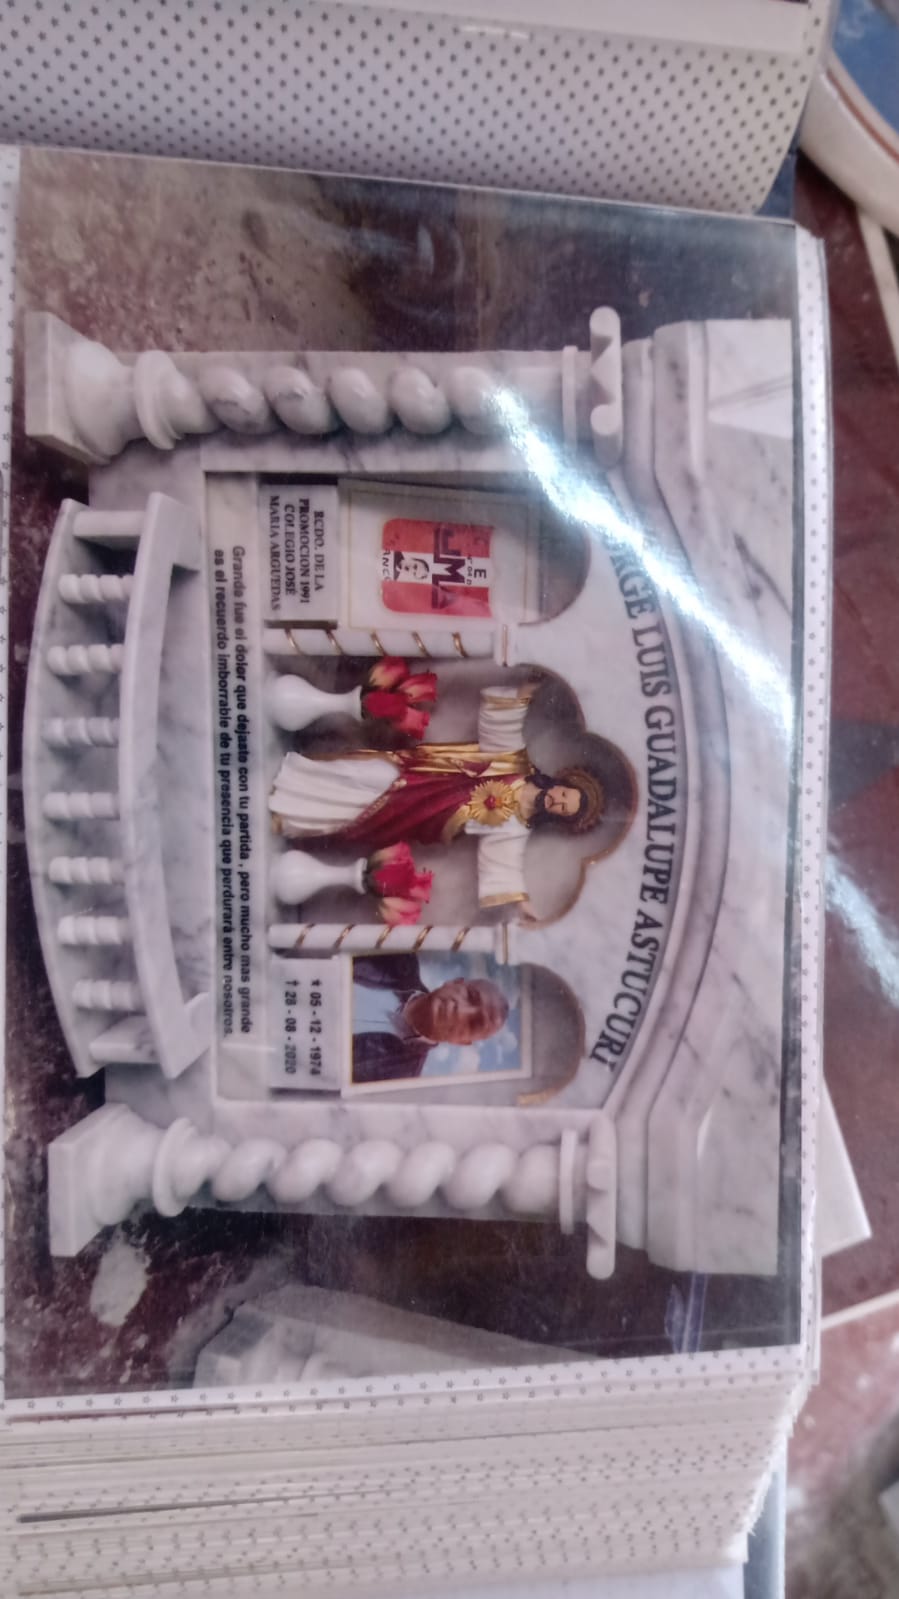 RGE LUIS GUADALUPE ASTUCURI
RCDO. DE LA
PROMOCION 1991
COLEGIO JOSÉ
MARIA ARGUEDAS
★ 05 - 12 - 1974
† 28 - 08 - 2020
Grande fue el dolor que dejaste con tu partida , pero mucho mas grande
es el recuerdo imborrable de tu presencia que perdurará entre nosotros.